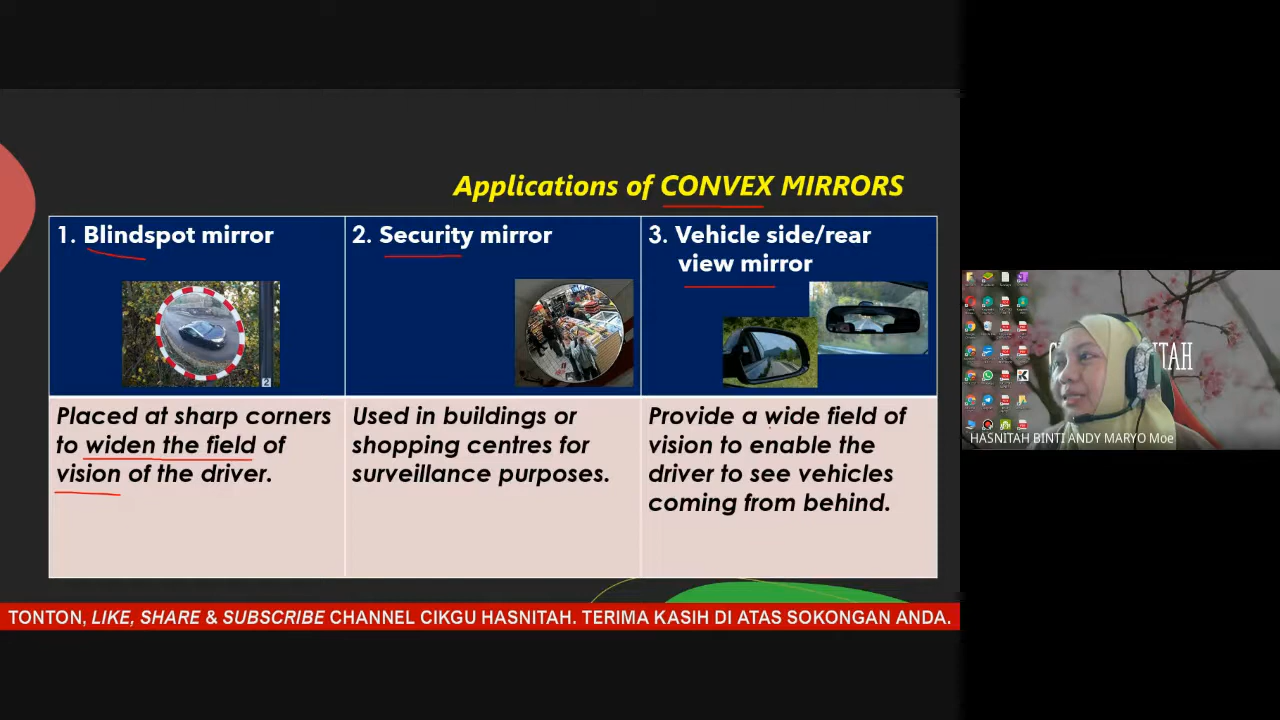 Applications of CONVEX MIRRORS
1. Blindspot mirror
2. Security mirror
3. Vehicle side/rear
view mirror
2
Placed at sharp corners
to widen the field of
vision of the driver.
Used in buildings or
shopping centres for
surveillance purposes.
Provide a wide field of
vision to enable the
driver to see vehicles
coming from behind.
HASNITAH BINTI ANDY MARYO Moe
TONTON, LIKE, SHARE & SUBSCRIBE CHANNEL CIKGU HASNITAH. TERIMA KASIH DI ATAS SOKONGAN ANDA.